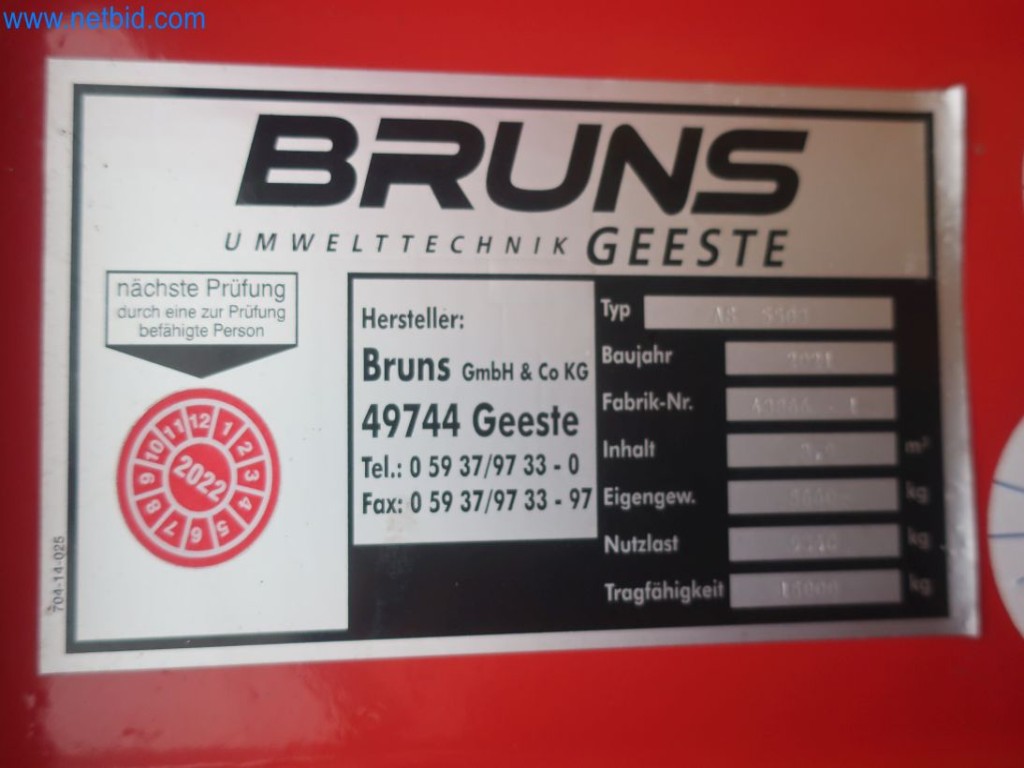 www.netbid.com
BRUNS
UMWELTTECHNIK GEESTE
nächste Prüfung
durch eine zur Prüfung
befähigte Person
12 1 2 3 4 5 6 7 8 9 10 11
2022
704-14-025
Hersteller:
Bruns GmbH & Co KG
49744 Geeste
Tel.: 0 59 37/97 33 - 0
Fax: 0 59 37/97 33 - 97
Typ
Baujahr 2021
Fabrik-Nr.
Inhalt m³
Eigengew. kg
Nutzlast kg
Tragfähigkeit kg